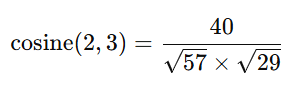 cosine(2, 3) = 40 / (√57 × √29)